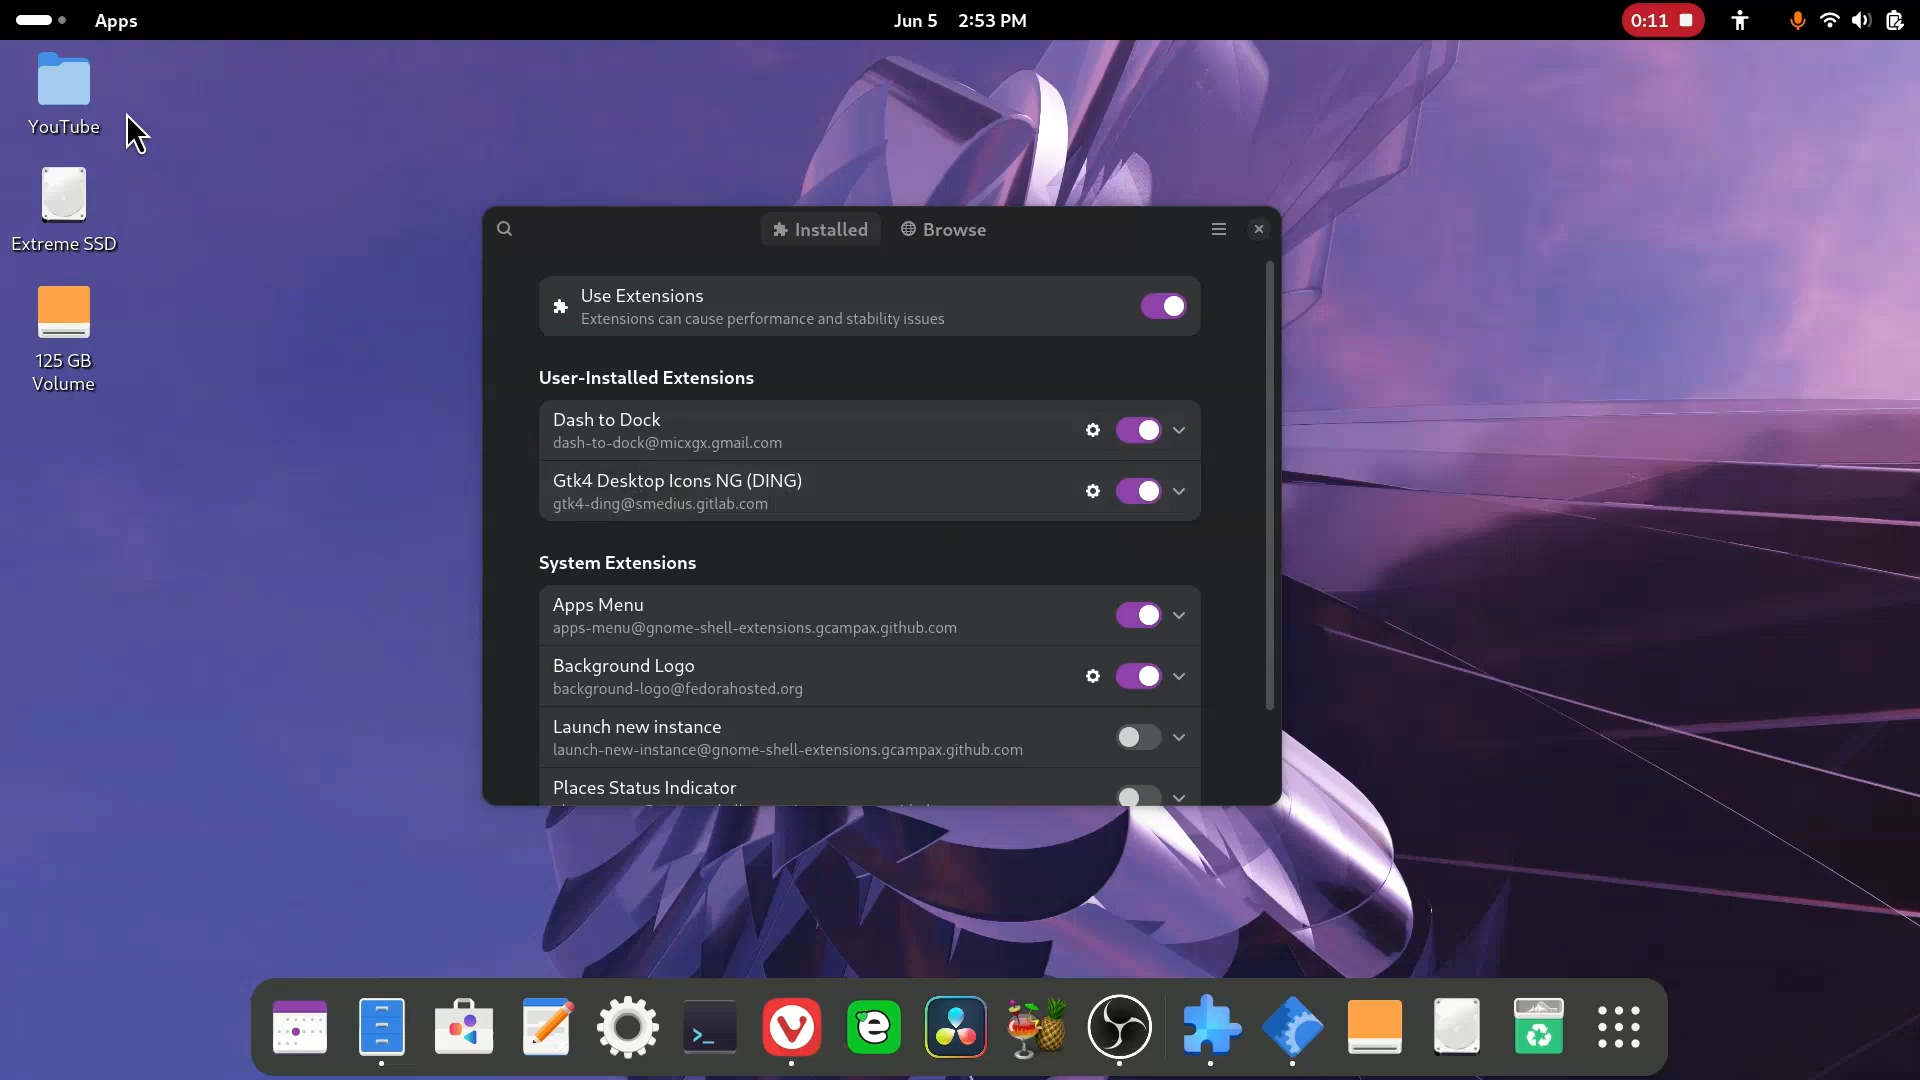 Apps
Jun 5 2:53 PM
0:11
YouTube
Extreme SSD
125 GB
Volume
Installed
Browse
Use Extensions
Extensions can cause performance and stability issues
User-Installed Extensions
Dash to Dock
dash-to-dock@micxgx.gmail.com
Gtk4 Desktop Icons NG (DING)
gtk4-ding@smedius.gitlab.com
System Extensions
Apps Menu
apps-menu@gnome-shell-extensions.gcampax.github.com
Background Logo
background-logo@fedorahosted.org
Launch new instance
launch-new-instance@gnome-shell-extensions.gcampax.github.com
Places Status Indicator